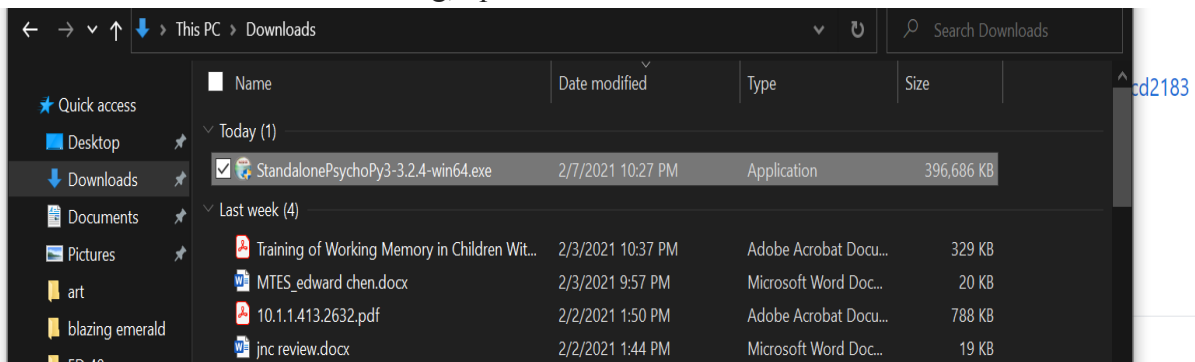 This PC > Downloads
Search Downloads
cd2183
Name Date modified Type Size
Quick access
Desktop
Downloads
Documents
Pictures
art
blazing emerald
Today (1)
StandalonePsychoPy3-3.2.4-win64.exe 2/7/2021 10:27 PM Application 396,686 KB
Last week (4)
Training of Working Memory in Children Wit... 2/3/2021 10:37 PM Adobe Acrobat Docu... 329 KB
MTES_edward chen.docx 2/3/2021 9:57 PM Microsoft Word Doc... 20 KB
10.1.1.413.2632.pdf 2/2/2021 1:50 PM Adobe Acrobat Docu... 788 KB
jnc review.docx 2/2/2021 1:44 PM Microsoft Word Doc... 19 KB